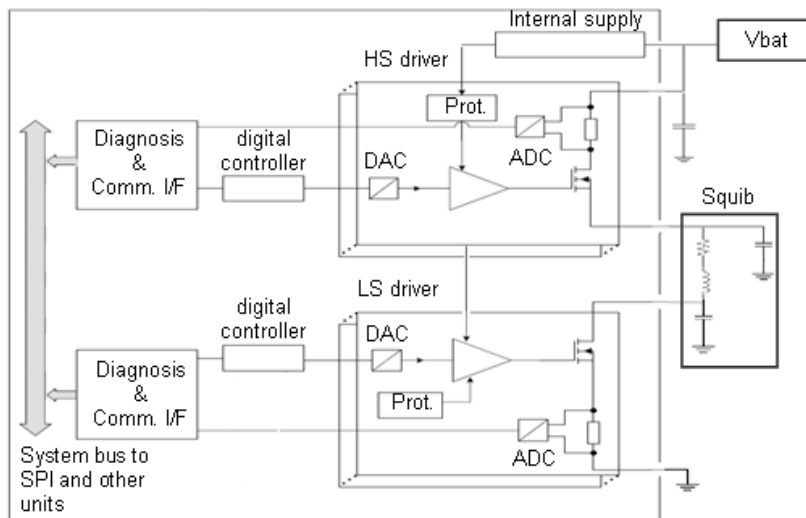 Internal supply
Vbat
HS driver
Prot.
Diagnosis
&
Comm. I/F
digital
controller
DAC
ADC
Squib
LS driver
digital
controller
DAC
Diagnosis
&
Comm. I/F
Prot.
ADC
System bus to
SPI and other
units